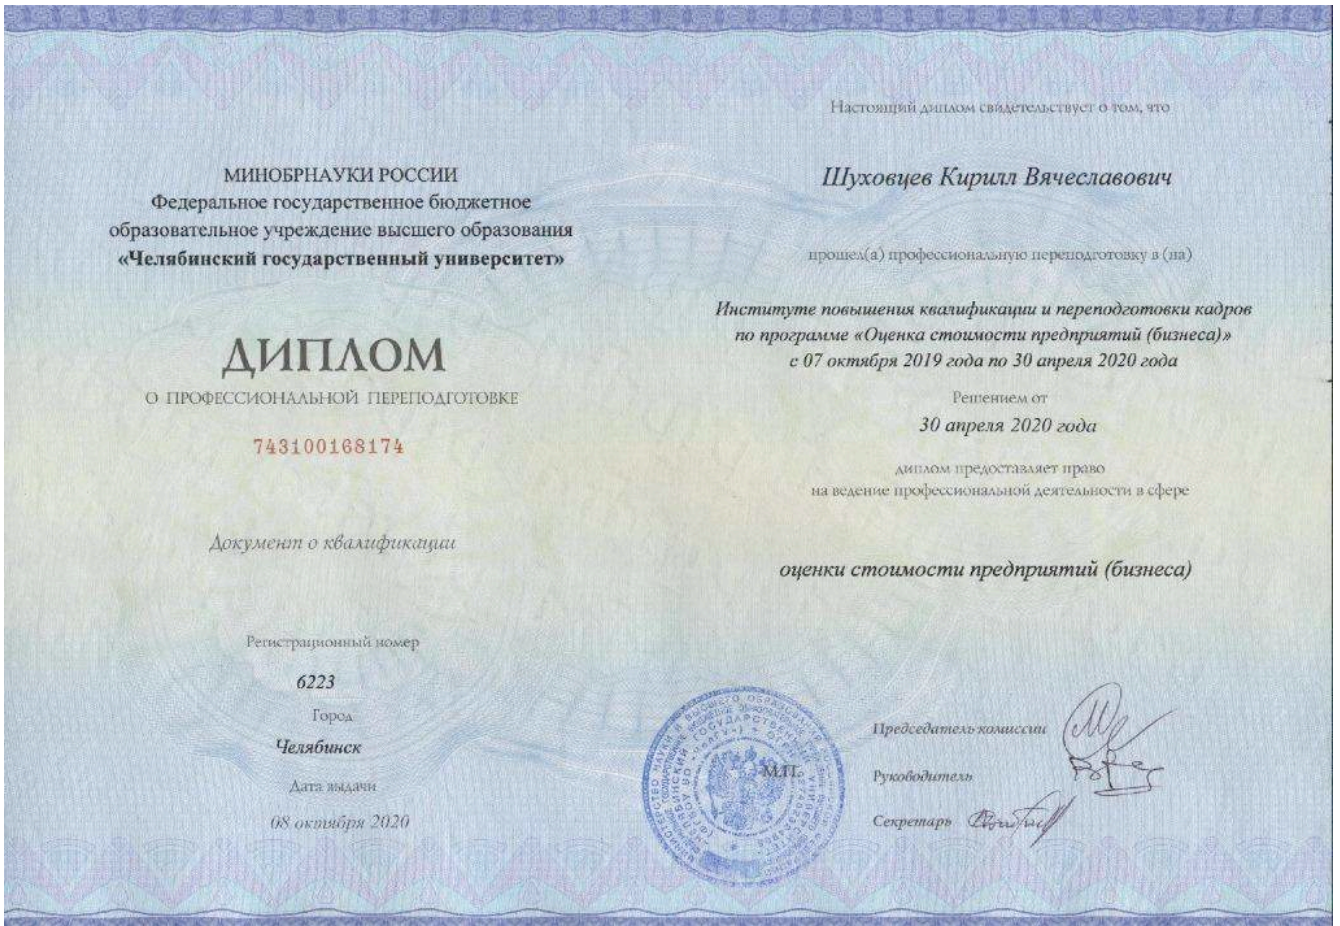 МИНОБРНАУКИ РОССИИ
Федеральное государственное бюджетное
образовательное учреждение высшего образования
«Челябинский государственный университет»
ДИПЛОМ
О ПРОФЕССИОНАЛЬНОЙ ПЕРЕПОДГОТОВКЕ
743100168174
Документ о квалификации
Регистрационный номер
6223
Город
Челябинск
Дата выдачи
08 октября 2020
Настоящий диплом свидетельствует о том, что
Шуховцев Кирилл Вячеславович
прошел(а) профессиональную переподготовку в (на)
Институте повышения квалификации и переподготовки кадров
по программе «Оценка стоимости предприятий (бизнеса)»
с 07 октября 2019 года по 30 апреля 2020 года
Решением от
30 апреля 2020 года
диплом предоставляет право
на ведение профессиональной деятельности в сфере
оценки стоимости предприятий (бизнеса)
М.П.
Председатель комиссии
Руководитель
Секретарь